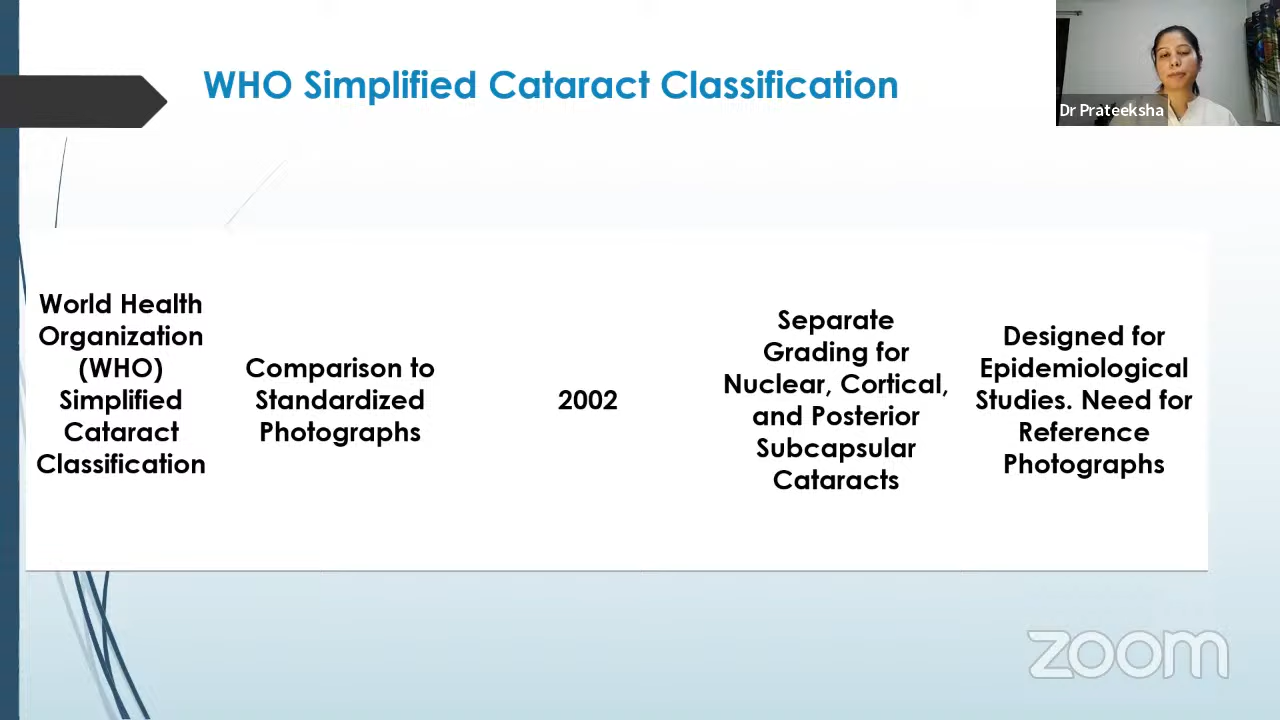 WHO Simplified Cataract Classification
Dr Prateeksha
World Health
Organization
(WHO)
Simplified
Cataract
Classification
Comparison to
Standardized
Photographs
2002
Separate
Grading for
Nuclear, Cortical,
and Posterior
Subcapsular
Cataracts
Designed for
Epidemiological
Studies. Need for
Reference
Photographs
zoom